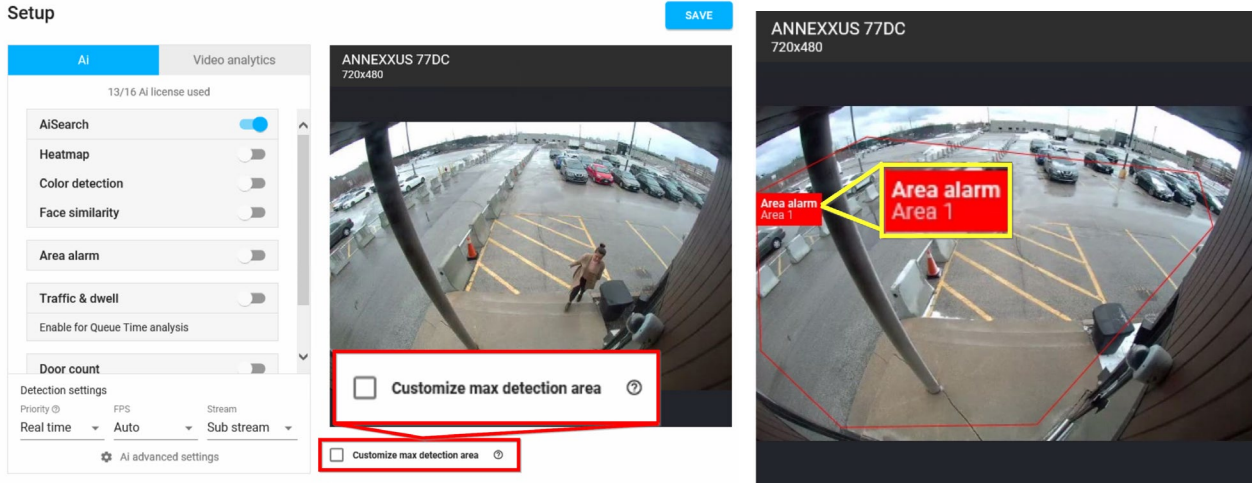 Setup
SAVE
Ai
Video analytics
13/16 Ai license used
AiSearch
Heatmap
Color detection
Face similarity
Area alarm
Traffic & dwell
Enable for Queue Time analysis
Door count
Detection settings
Priority
FPS
Stream
Real time
Auto
Sub stream
Ai advanced settings
ANNEXXUS 77DC
720x480
Customize max detection area
Customize max detection area
ANNEXXUS 77DC
720x480
Area alarm
Area 1
Area alarm
Area 1